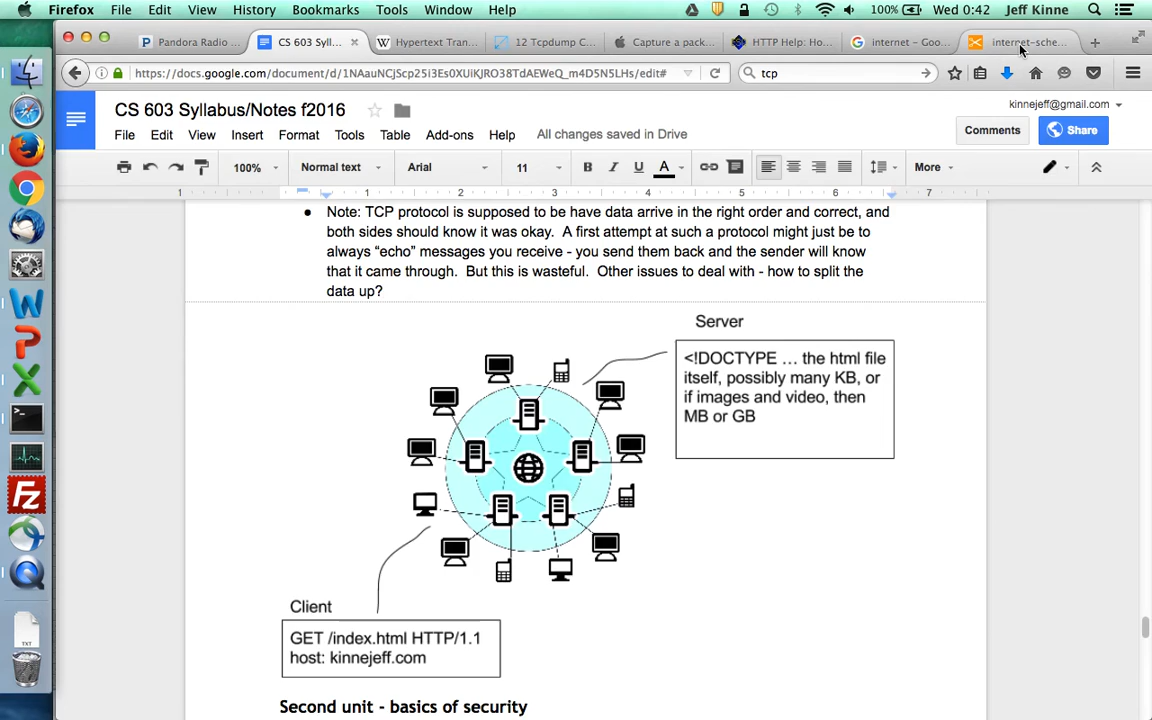 Firefox File Edit View History Bookmarks Tools Window Help 100% Wed 0:42 Jeff Kinne
Pandora Radio ... CS 603 Syll... Hypertext Tran... 12 Tcpdump C... Capture a pack... HTTP Help: Ho... internet - Goo... internet-sche...
https://docs.google.com/document/d/1NAauNCJScp25i3Es0XUiKJRO38TdAEWeQ_m4D5N5LHs/edit# tcp
CS 603 Syllabus/Notes f2016 kinnejeff@gmail.com
File Edit View Insert Format Tools Table Add-ons Help All changes saved in Drive Comments Share
100% Normal text Arial 11 B I U A More
1 1 2 3 4 5 6 7
● Note: TCP protocol is supposed to be have data arrive in the right order and correct, and
both sides should know it was okay. A first attempt at such a protocol might just be to
always “echo” messages you receive - you send them back and the sender will know
that it came through. But this is wasteful. Other issues to deal with - how to split the
data up?
Server
<!DOCTYPE ... the html file
itself, possibly many KB, or
if images and video, then
MB or GB
Client
GET /index.html HTTP/1.1
host: kinnejeff.com
Second unit - basics of security
TXT